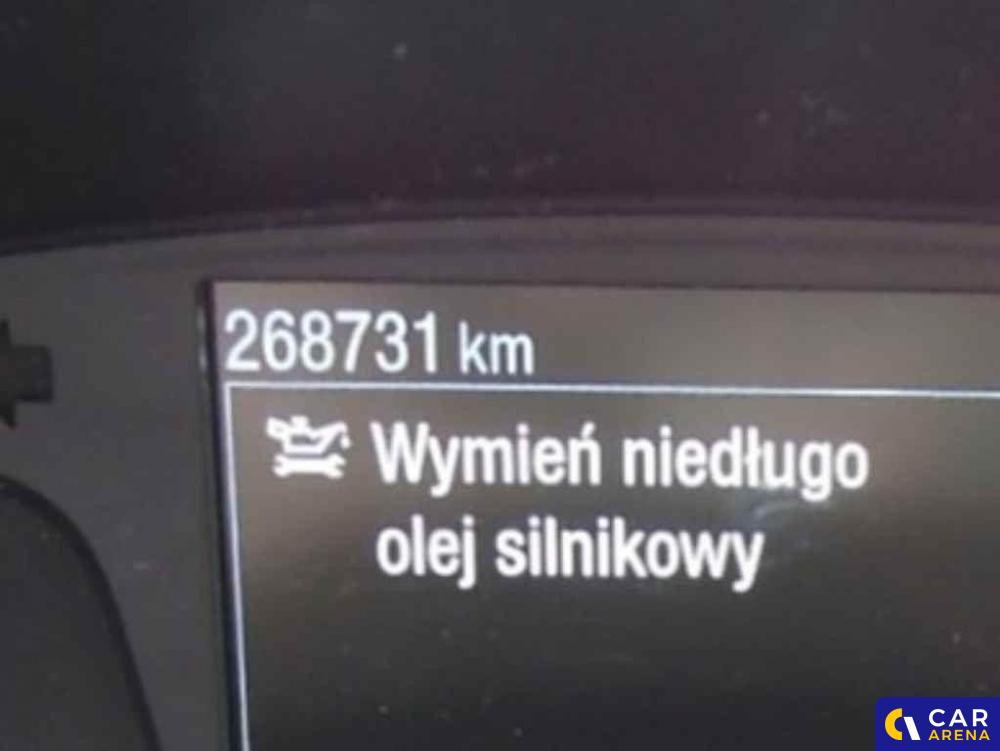 268731 km
Wymień niedługo
olej silnikowy
CAR
ARENA